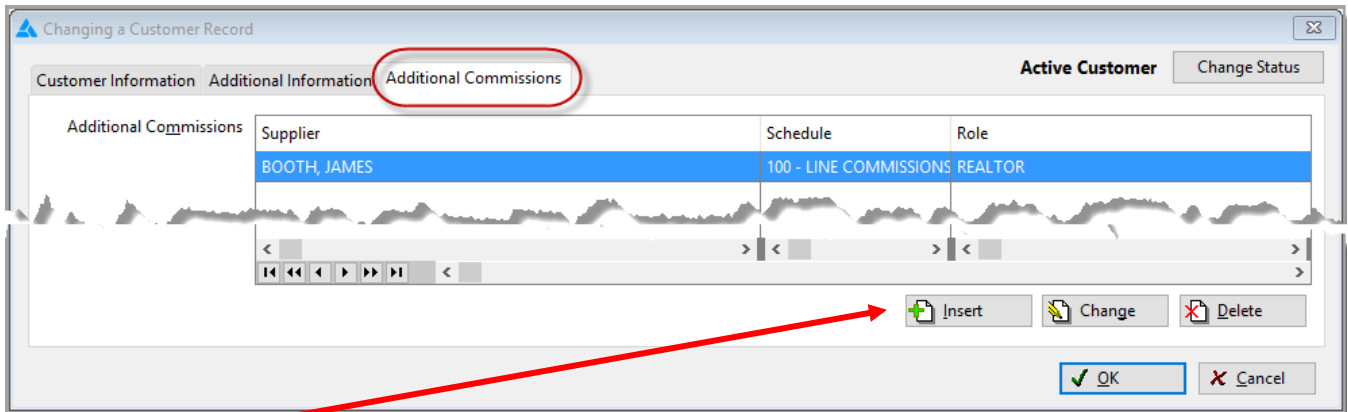 Changing a Customer Record
Customer Information Additional Information Additional Commissions Active Customer Change Status
Additional Commissions Supplier Schedule Role
BOOTH, JAMES 100 - LINE COMMISSIONS REALTOR
Insert Change Delete
OK Cancel